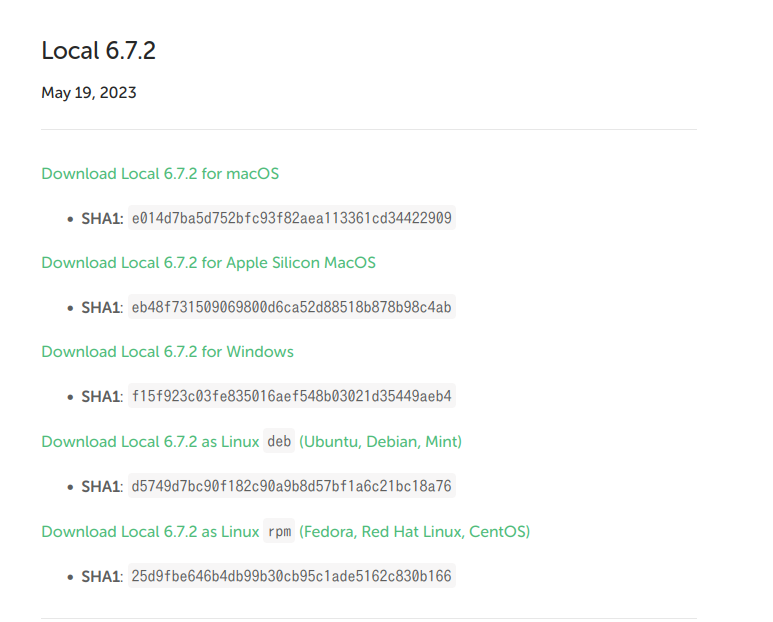 Local 6.7.2
May 19, 2023
Download Local 6.7.2 for macOS
• SHA1: e014d7ba5d752bfc93f82aea113361cd34422909
Download Local 6.7.2 for Apple Silicon MacOS
• SHA1: eb48f731509069800d6ca52d88518b878b98c4ab
Download Local 6.7.2 for Windows
• SHA1: f15f923c03fe835016aef548b03021d35449aeb4
Download Local 6.7.2 as Linux deb (Ubuntu, Debian, Mint)
• SHA1: d5749d7bc90f182c90a9b8d57bf1a6c21bc18a76
Download Local 6.7.2 as Linux rpm (Fedora, Red Hat Linux, CentOS)
• SHA1: 25d9fbe646b4db99b30cb95c1ade5162c830b166